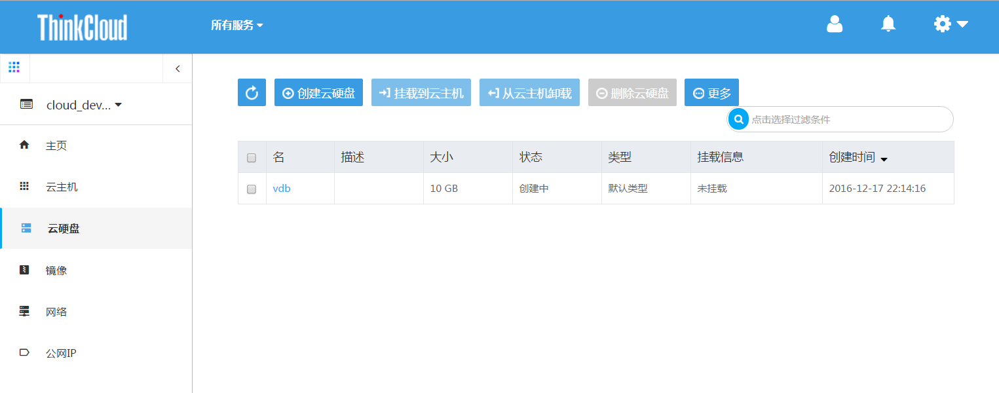 ThinkCloud
所有服务
cloud_dev...
主页
云主机
云硬盘
镜像
网络
公网IP
创建云硬盘 挂载到云主机 从云主机卸载 删除云硬盘 更多
点击选择过滤条件
名 描述 大小 状态 类型 挂载信息 创建时间
vdb 10 GB 创建中 默认类型 未挂载 2016-12-17 22:14:16